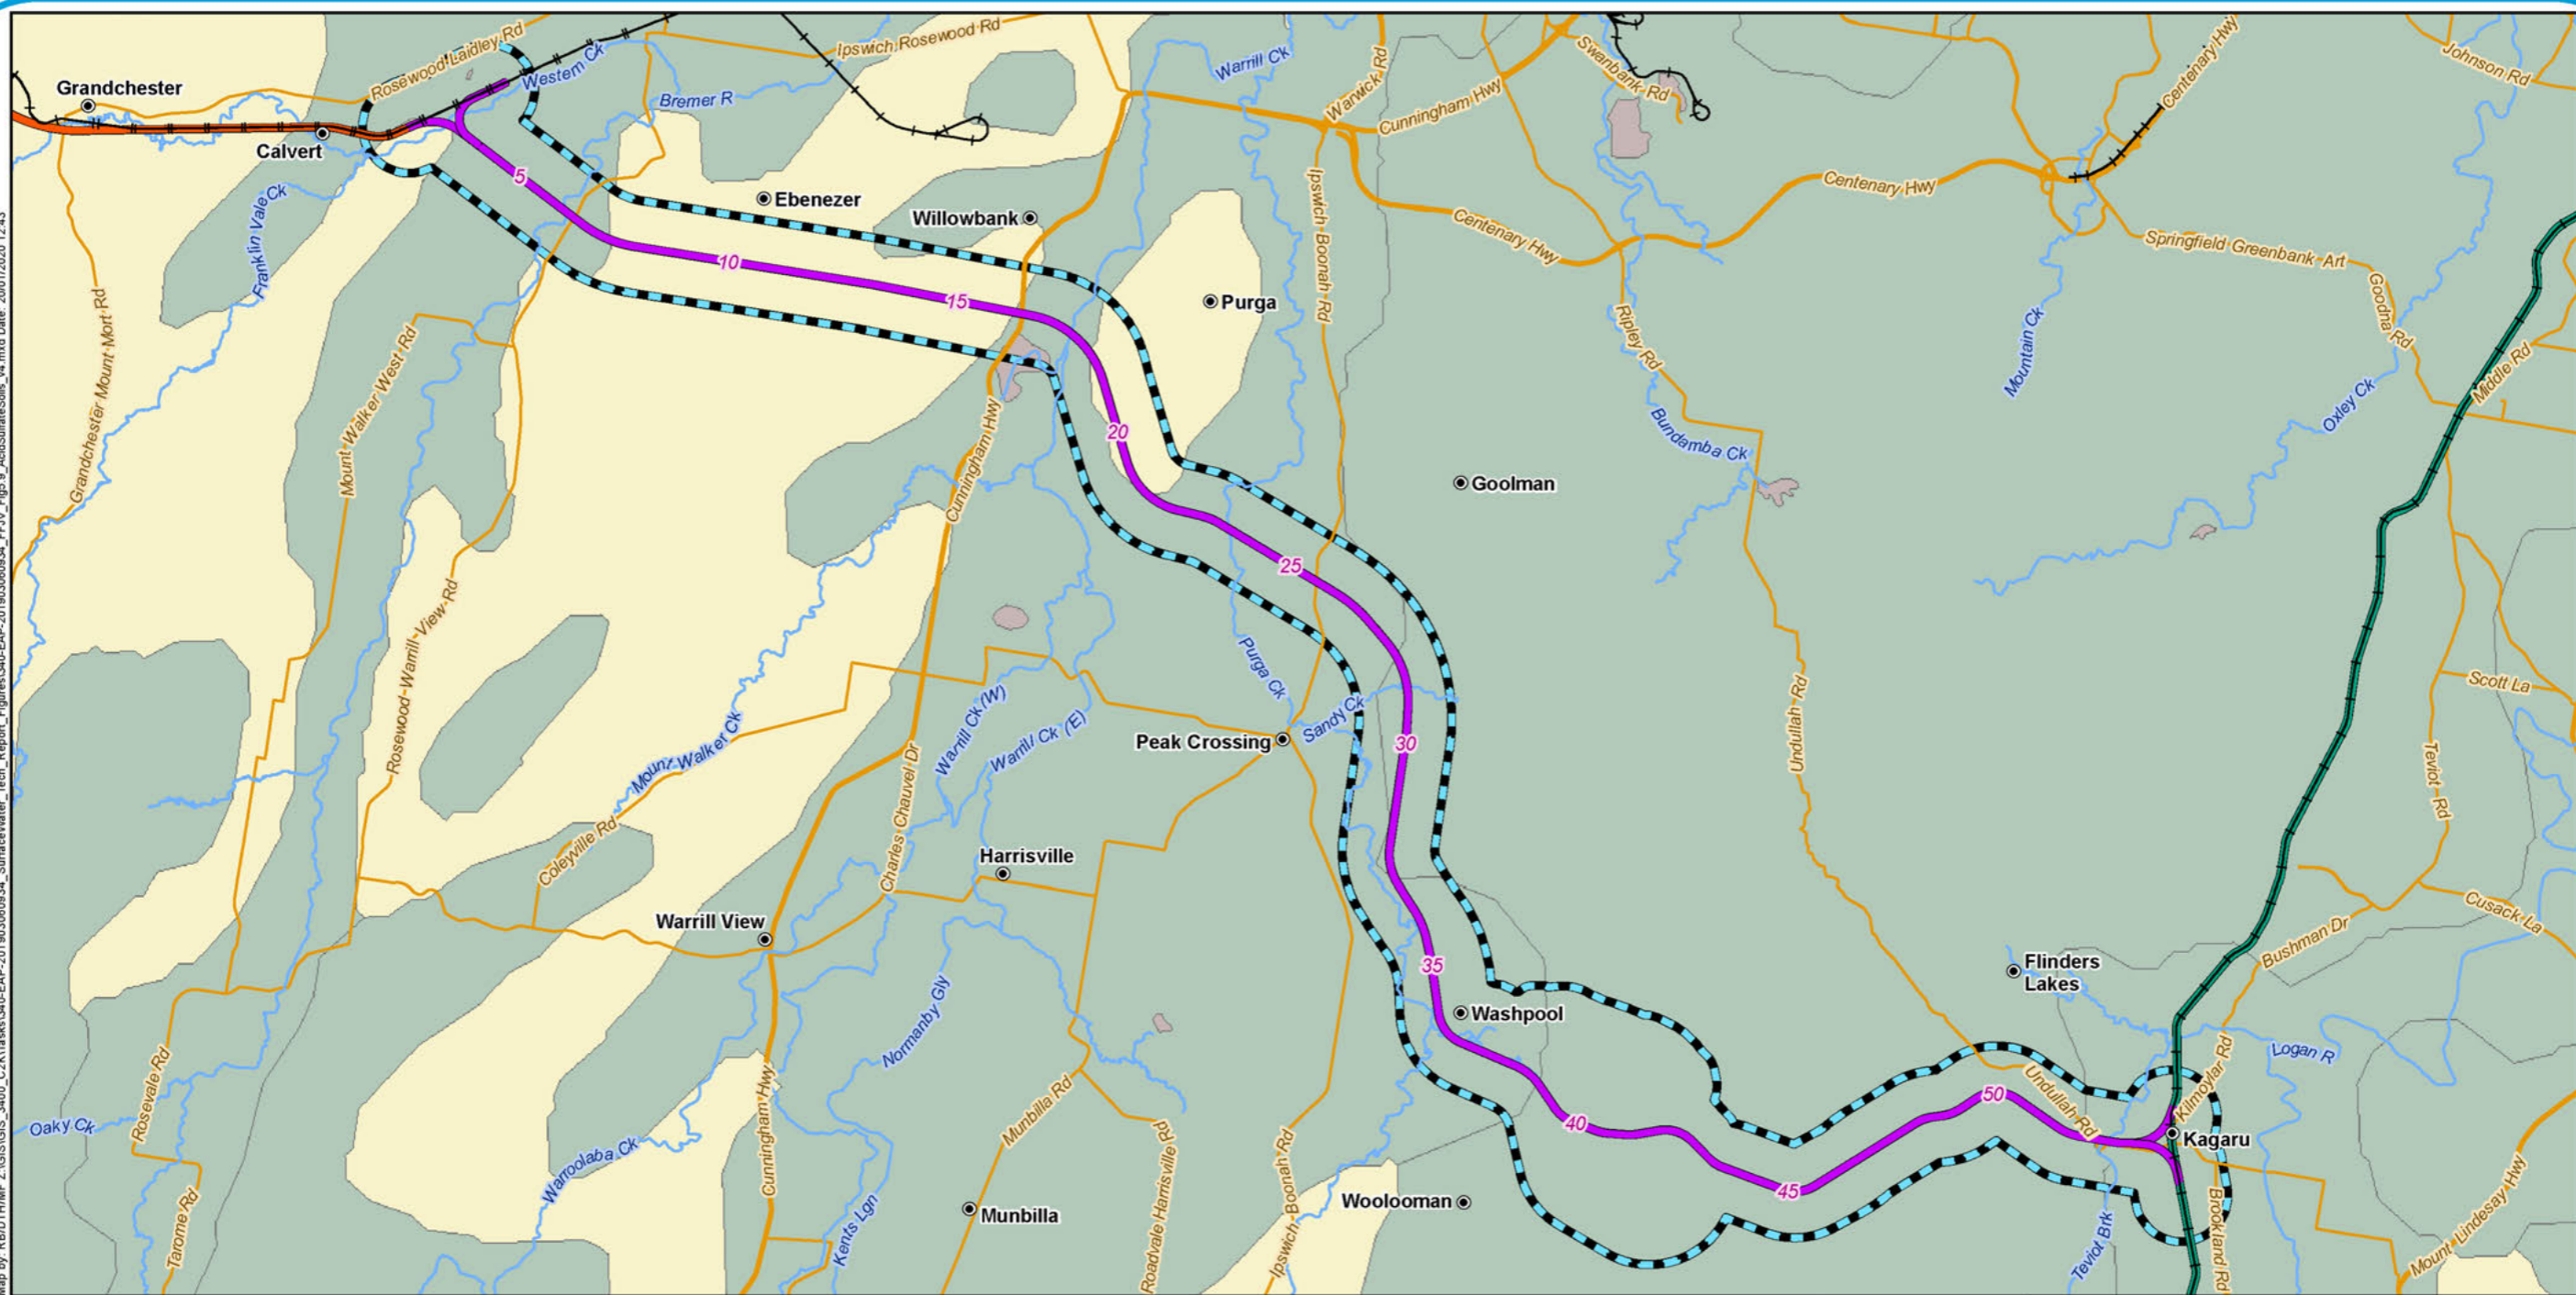 Rosewood Laidley Rd
Ipswich Rosewood Rd
Western Ck
Bremer R
Grandchester
Calvert
Warrill Ck
Warwick Rd
Cunningham Hwy
Swanbank Rd
Centenary Hwy
Johnson Rd
Franklin Vale Ck
5
Ebenezer
Willowbank
10
15
Purga
Ipswich Boonah Rd
Centenary Hwy
Centenary Hwy
Springfield Greenbank Art
Goodna Rd
Middle Rd
Mountain Ck
Oxley Ck
Ripley Rd
Bundamba Ck
Grandchester Mount Mort Rd
Mount Walker West Rd
20
Cunningham Hwy
Goolman
25
Rosewood-Warrill-View-Rd
Purga Ck
Sandy Ck
Peak Crossing
30
Undullah Rd
Scott La
Teviot Rd
Mount Walker Ck
Warrill Ck (W)
Warrill Ck (E)
Charles Chauvel Dr
Coleyville Rd
Harrisville
Warrill View
Cusack La
Bushman Dr
Flinders
Lakes
35
Washpool
Normanby Gly
Rosevale Rd
Oaky Ck
Logan R
Undullah Rd
Kilmoylar Rd
Kagaru
50
40
45
Cunningham Hwy
Munbilla Rd
Warroolaba Ck
Roadvale Harrisville Rd
Ipswich-Boonah Rd
Woolooman
Munbilla
Kents Lgn
Tarome Rd
Teviot Brk
Brookland Rd
Mount Lindesay Hwy